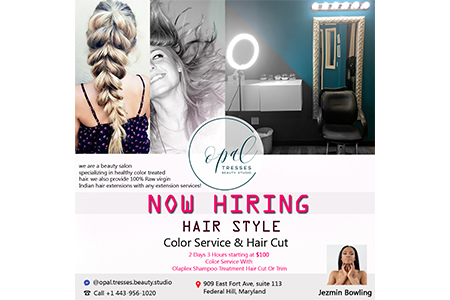 opal
TRESSES
BEAUTY STUDIO
we are a beauty salon
specializing in healthy color treated
hair. we also provide 100% Raw virgin
Indian hair extensions with any extension services!
NOW HIRING
HAIR STYLE
Color Service & Hair Cut
2 Days 3 Hours starting at $100
Color Service With
Olaplex Shampoo Treatment Hair Cut Or Trim
@opal.tresses.beauty.studio
Call +1 443-956-1020
909 East Fort Ave, suite 113
Federal Hill, Maryland
Jezmin Bowling